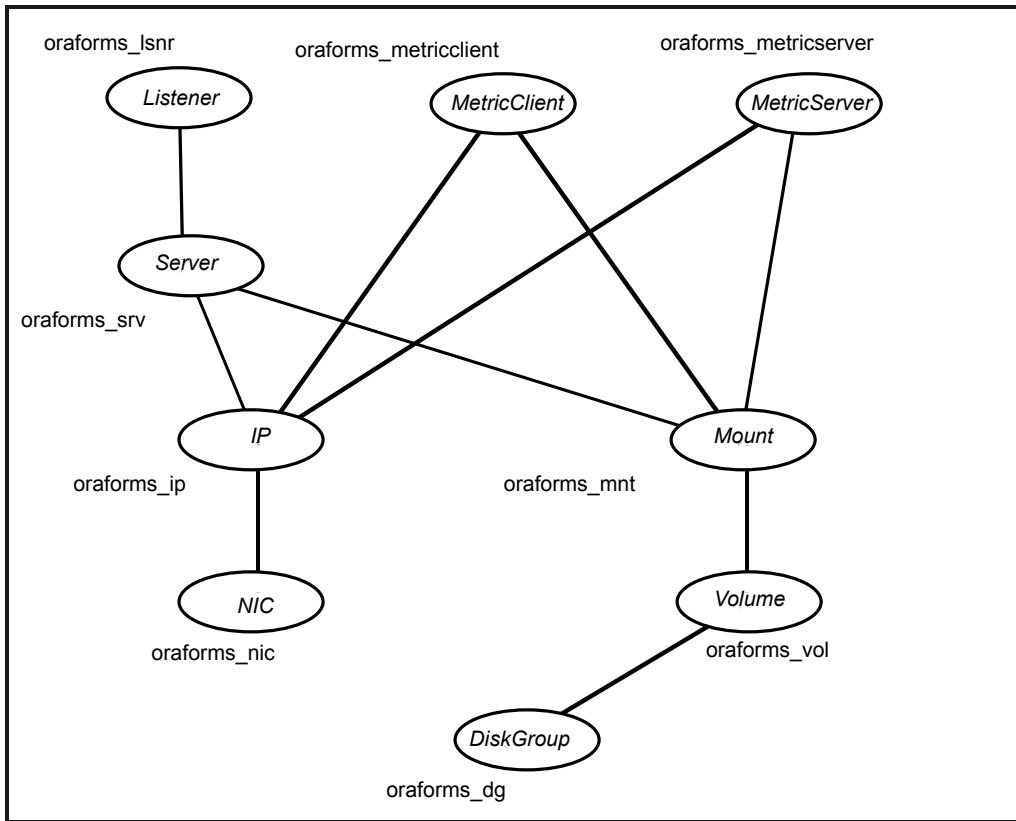 oraforms_lsnr
oraforms_metricclient
oraforms_metricserver
Listener
MetricClient
MetricServer
Server
oraforms_srv
IP
Mount
oraforms_ip
oraforms_mnt
NIC
Volume
oraforms_nic
oraforms_vol
DiskGroup
oraforms_dg